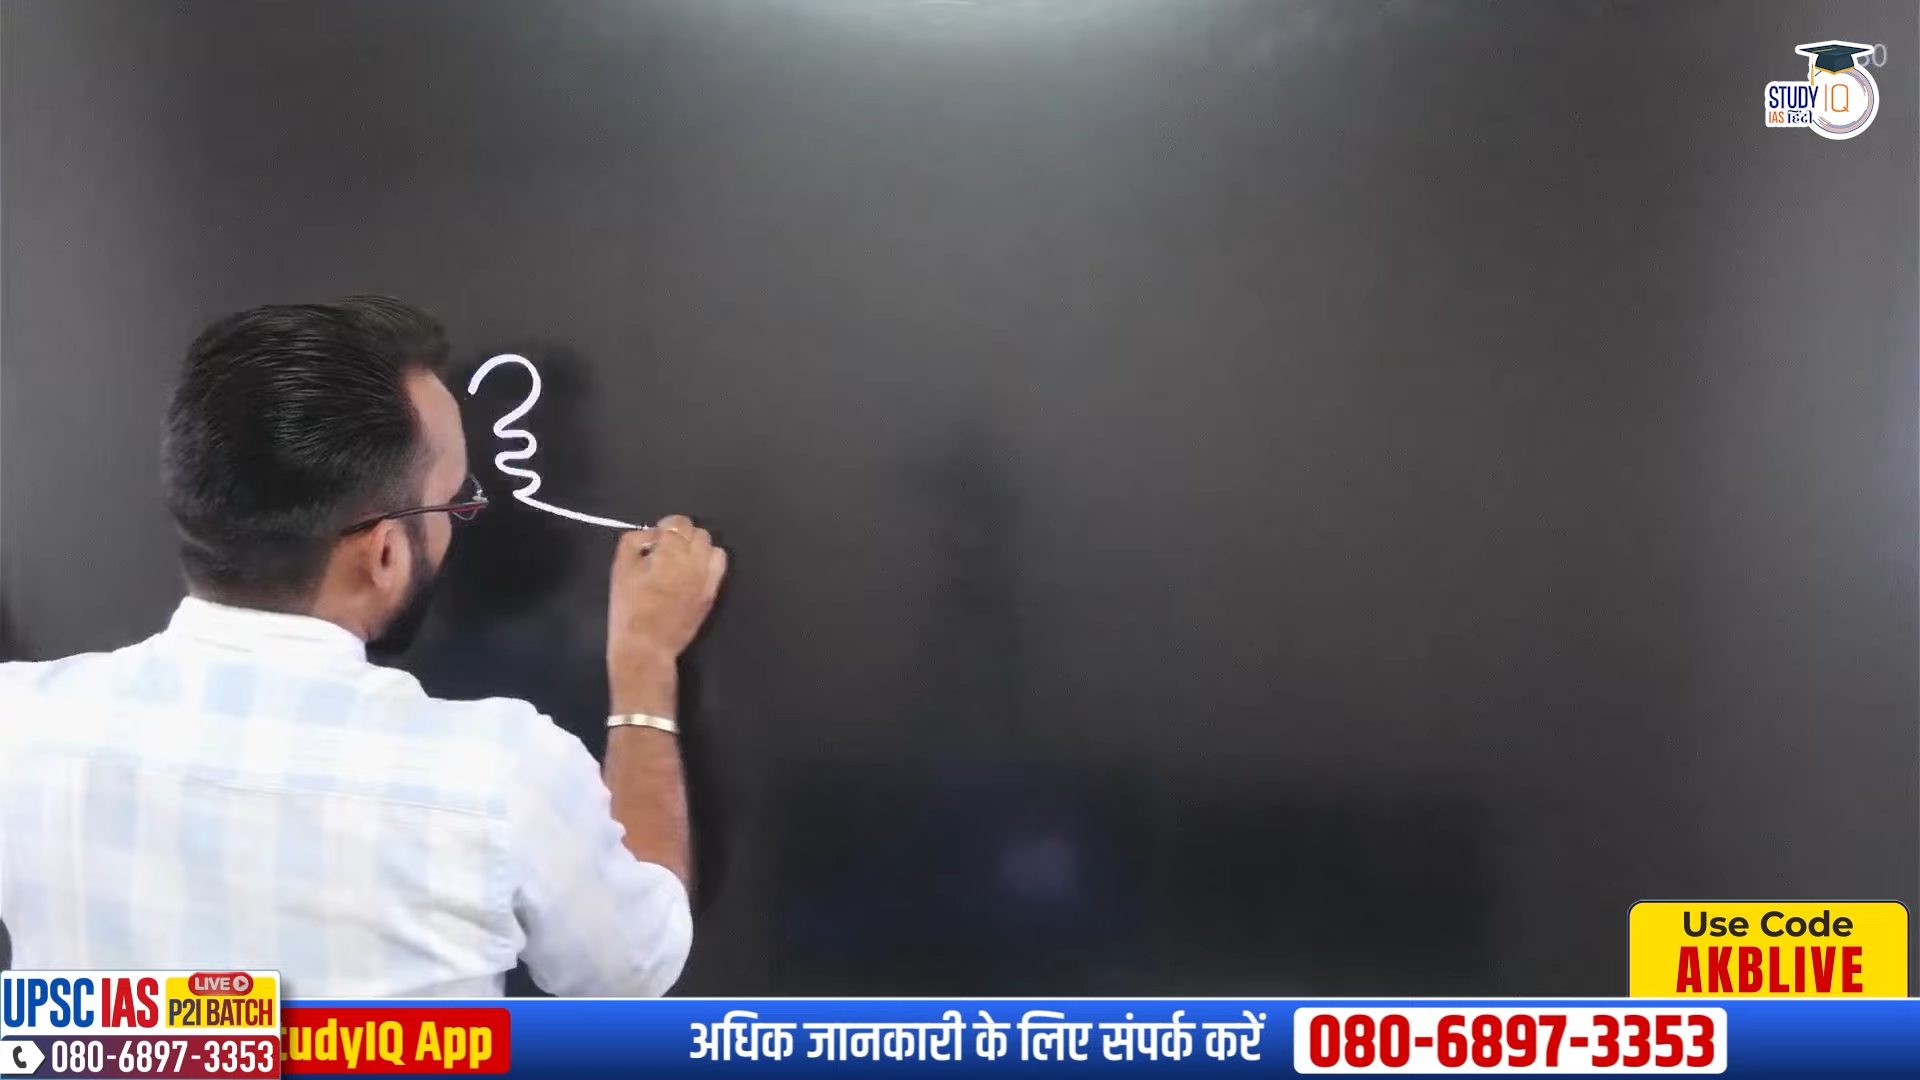 STUDY IQ
IAS हिंदी
Use Code
AKBLIVE
UPSC IAS
LIVE
P2I BATCH
080-6897-3353
tudyIQ App
अधिक जानकारी के लिए संपर्क करें
080-6897-3353